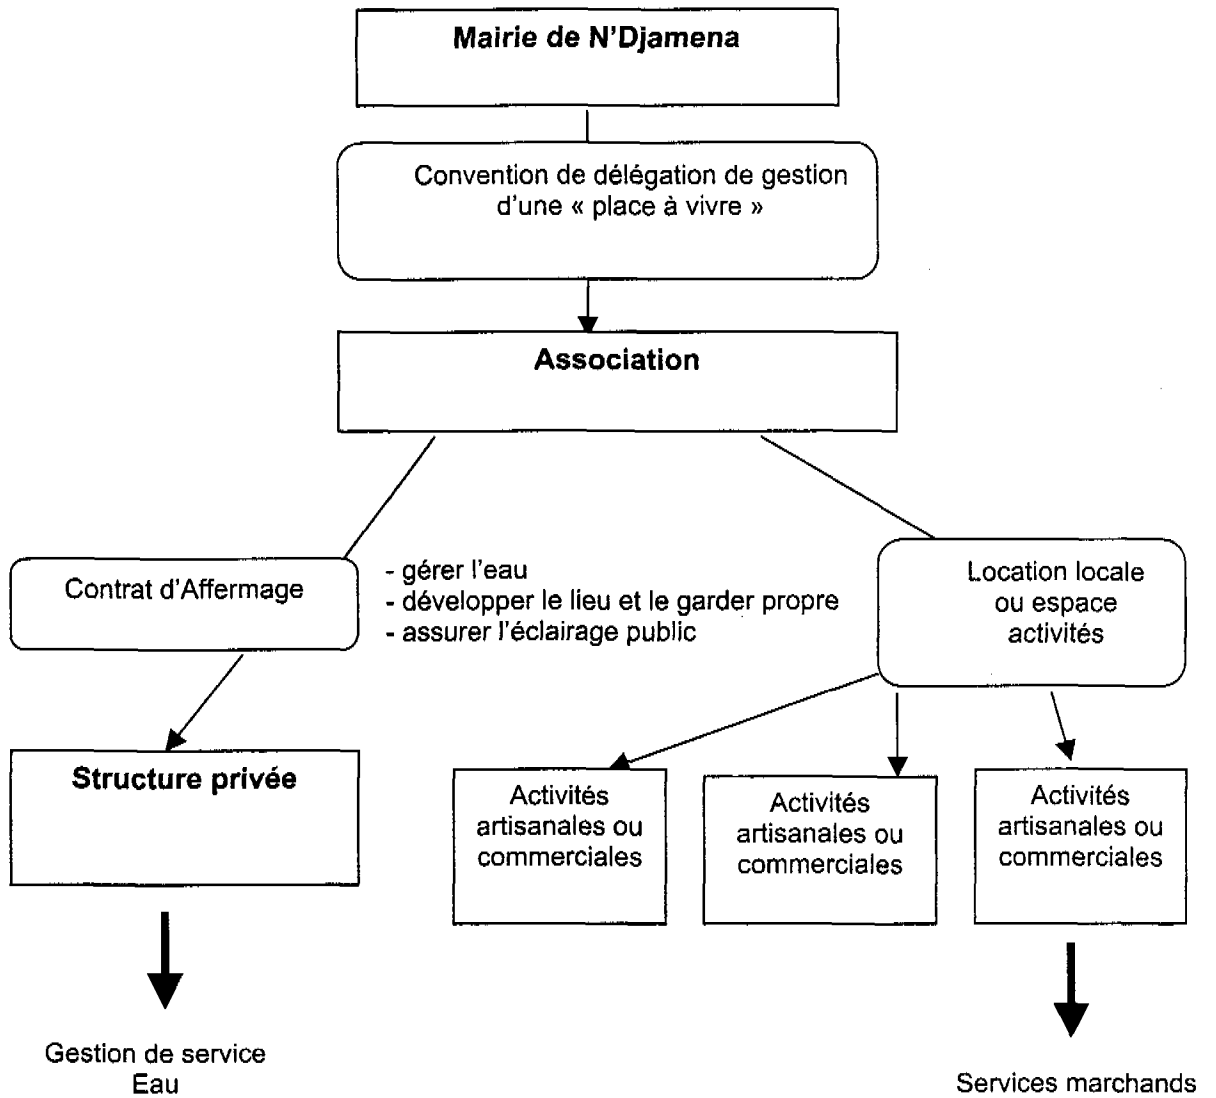 Mairie de N'Djamena
Convention de délégation de gestion
d'une « place à vivre »
Association
Contrat d'Affermage
- gérer l'eau
- développer le lieu et le garder propre
- assurer l'éclairage public
Location locale
ou espace
activités
Structure privée
Activités
artisanales ou
commerciales
Activités
artisanales ou
commerciales
Activités
artisanales ou
commerciales
Gestion de service
Eau
Services marchands